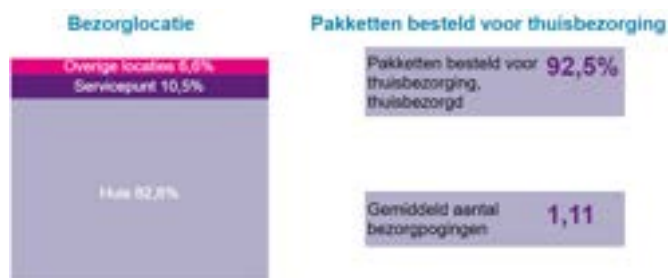 Bezorglocatie
Overige locaties 6,6%
Servicepunt 10,5%
Huis 82,8%
Pakketten besteld voor thuisbezorging
Pakketten besteld voor 92,5%
thuisbezorging,
thuisbezorgd
Gemiddeld aantal 1,11
bezorgpogingen